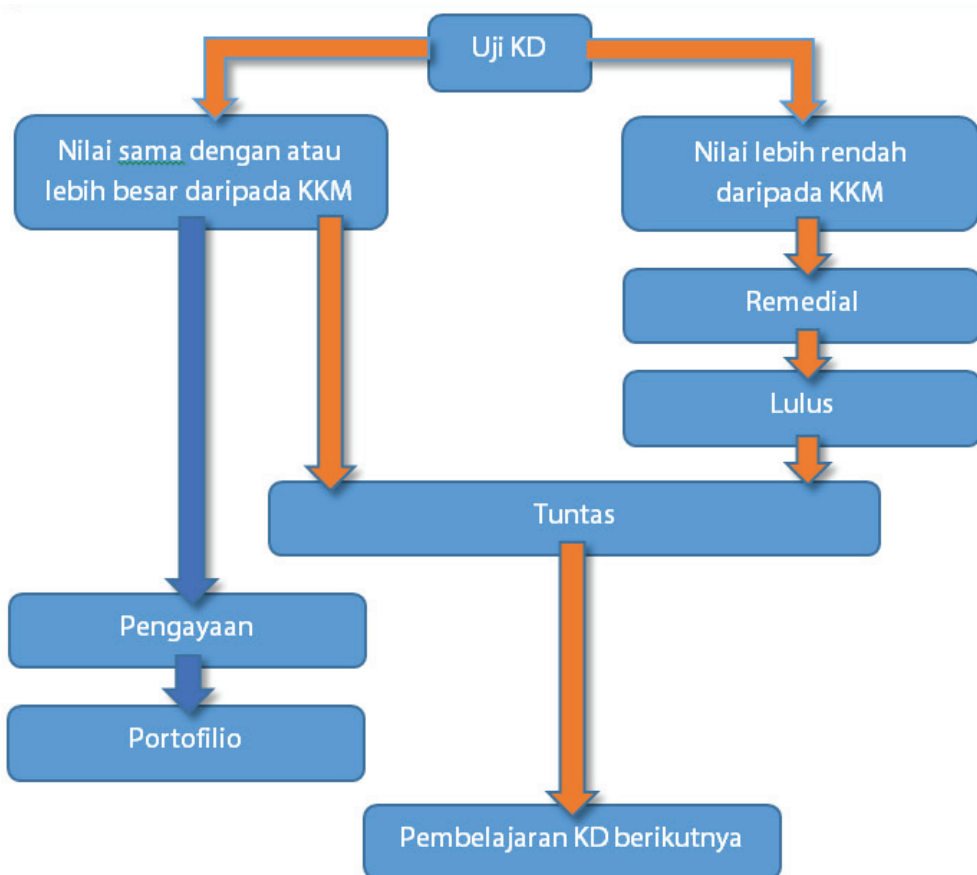 Uji KD
Nilai sama dengan atau
lebih besar daripada KKM
Nilai lebih rendah
daripada KKM
Remedial
Lulus
Tuntas
Pengayaan
Portofilio
Pembelajaran KD berikutnya